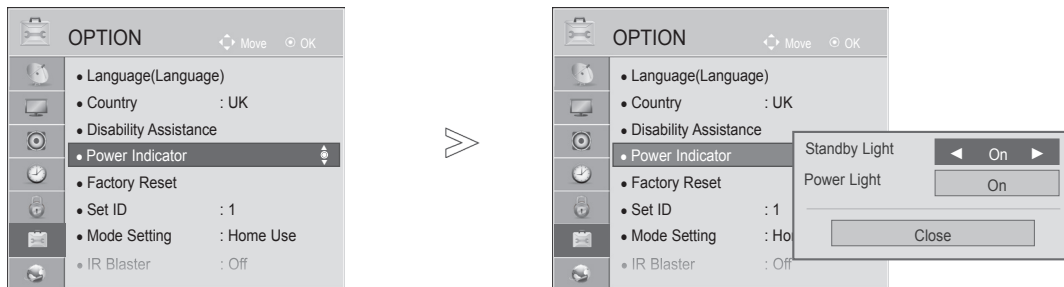 OPTION
Move OK
• Language(Language)
• Country : UK
• Disability Assistance
• Power Indicator
• Factory Reset
• Set ID : 1
• Mode Setting : Home Use
• IR Blaster : Off
OPTION
Move OK
• Language(Language)
• Country : UK
• Disability Assistance
• Power Indicator
• Factory Reset
• Set ID : 1
• Mode Setting : Ho
• IR Blaster : Off
Standby Light ◄ On ►
Power Light On
Close